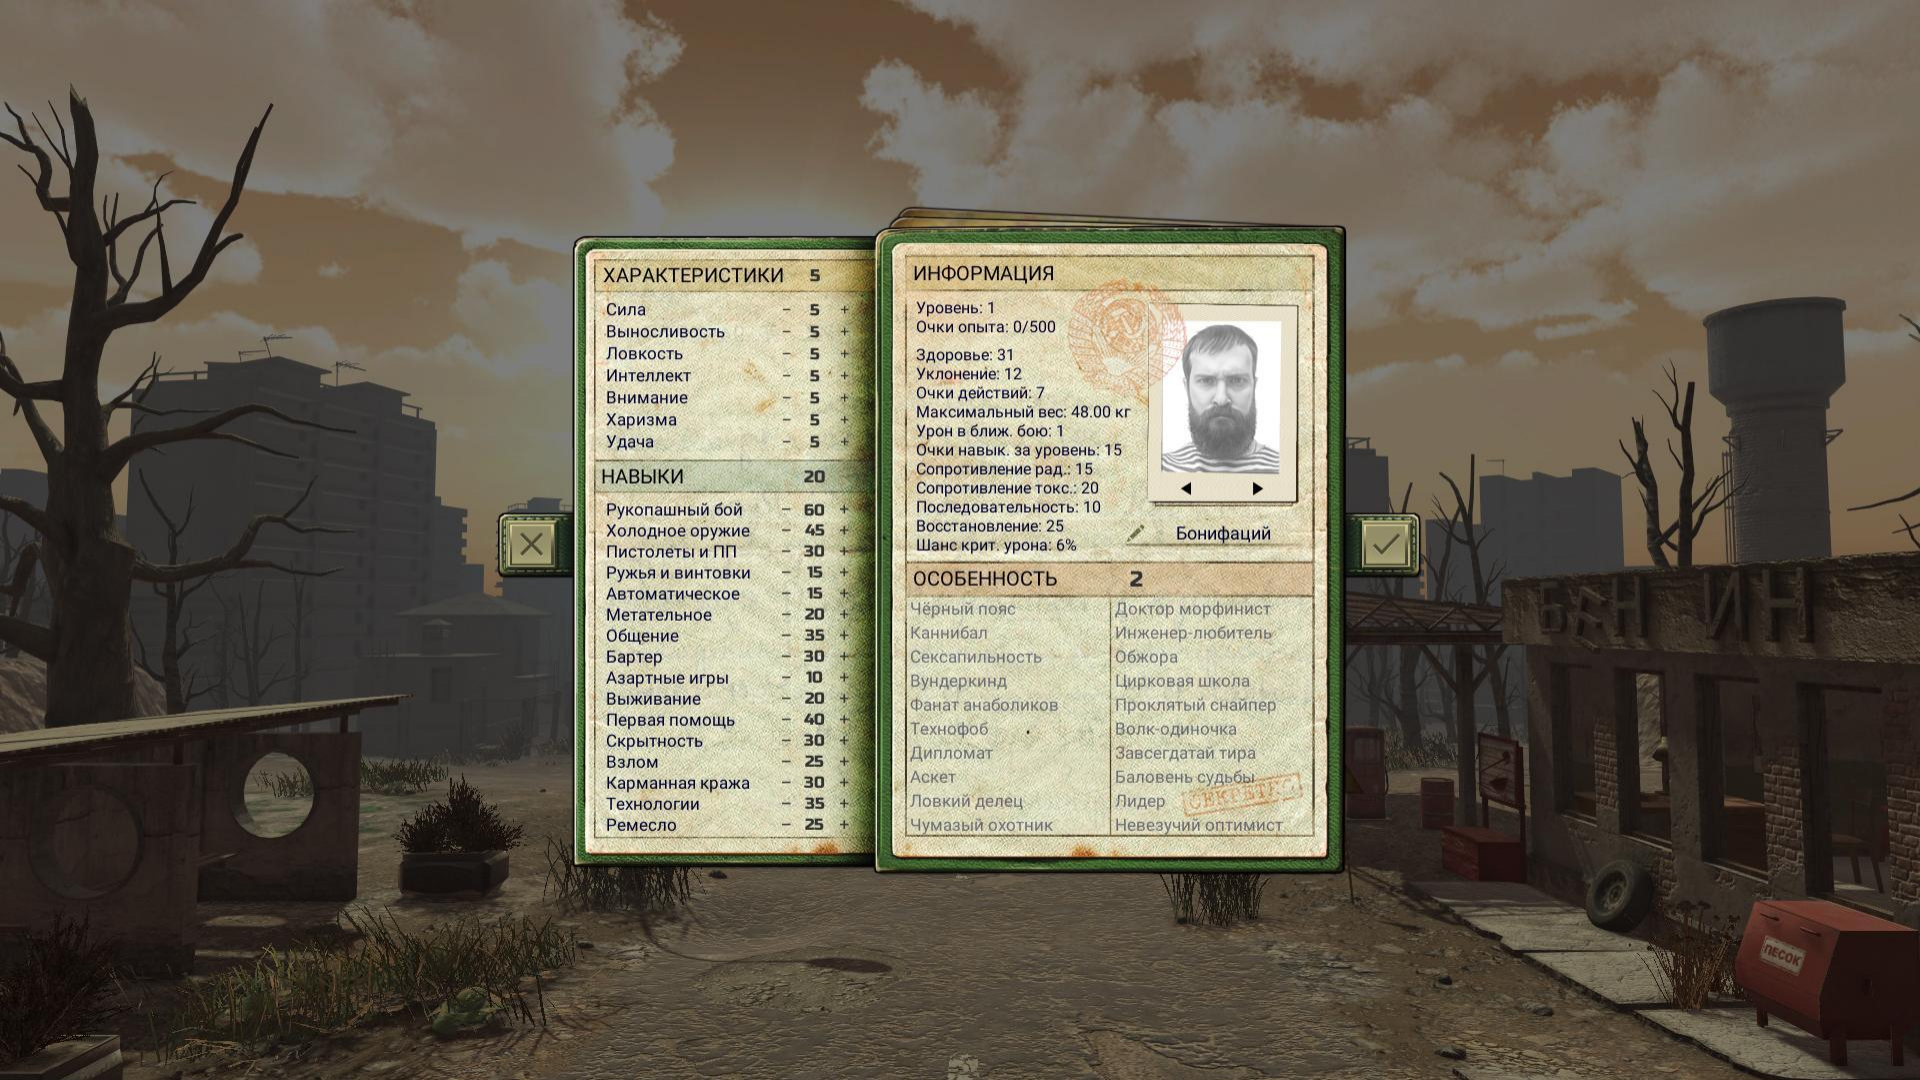 ХАРАКТЕРИСТИКИ 5
Сила - 5 +
Выносливость - 5 +
Ловкость - 5 +
Интеллект - 5 +
Внимание - 5 +
Харизма - 5 +
Удача - 5 +
НАВЫКИ 20
Рукопашный бой - 60 +
Холодное оружие - 45 +
Пистолеты и ПП - 30 +
Ружья и винтовки - 15 +
Автоматическое - 15 +
Метательное - 20 +
Общение - 35 +
Бартер - 30 +
Азартные игры - 10 +
Выживание - 20 +
Первая помощь - 40 +
Скрытность - 30 +
Взлом - 25 +
Карманная кража - 30 +
Технологии - 35 +
Ремесло - 25 +
ИНФОРМАЦИЯ
Уровень: 1
Очки опыта: 0/500
Здоровье: 31
Уклонение: 12
Очки действий: 7
Максимальный вес: 48.00 кг
Урон в ближ. бою: 1
Очки навык. за уровень: 15
Сопротивление рад.: 15
Сопротивление токс.: 20
Последовательность: 10
Восстановление: 25
Шанс крит. урона: 6%
Бонифаций
ОСОБЕННОСТЬ 2
Чёрный пояс
Каннибал
Сексапильность
Вундеркинд
Фанат анаболиков
Технофоб
Дипломат
Аскет
Ловкий делец
Чумазый охотник
Доктор морфинист
Инженер-любитель
Обжора
Цирковая школа
Проклятый снайпер
Волк-одиночка
Завсегдатай тира
Баловень судьбы
Лидер
Невезучий оптимист
СЕКРЕТНО
ПЕСОК